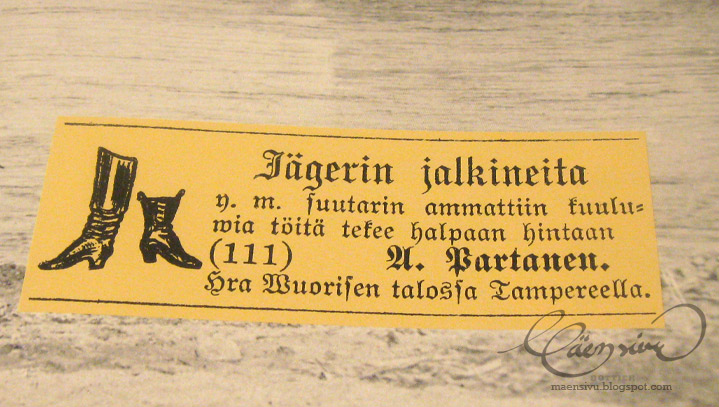 Jägerin jalkineita
y. m. suutarin ammattiin kuulu=
wia töitä tekee halpaan hintaan
(111) A. Partanen.
Hra Wuorisen talossa Tampereella.
Mäensivu
BOUTIQUE
maensivu.blogspot.com